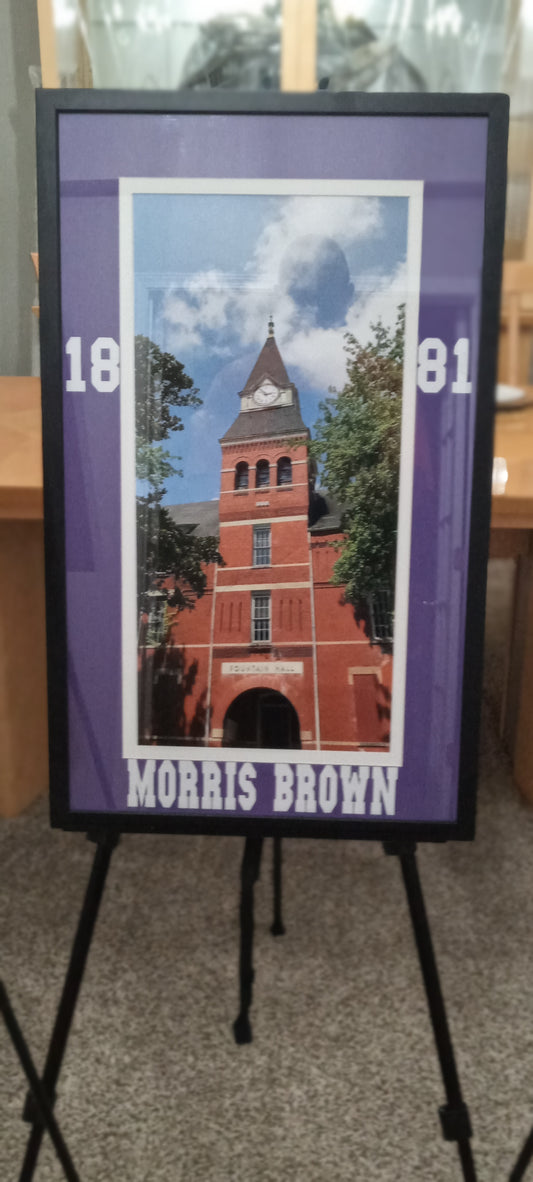 18 81
FOUNTAIN HALL
MORRIS BROWN